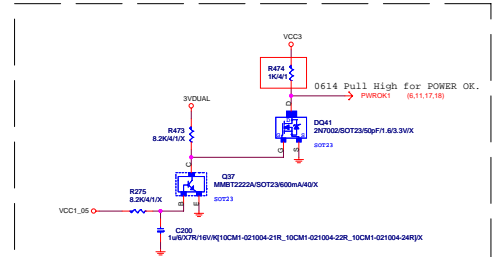 VCC3
R474
1K/4/1
0614 Pull High for POWER OK.
PWROK1 (6,11,17,18)
3VDUAL
D
DQ41
2N7002/SOT23/50pF/1.6/3.3V/X
R473
8.2K/4/1/X
G
S
SOT23
C
Q37
MMBT2222A/SOT23/600mA/40/X
R275
8.2K/4/1/X
B
E
SOT23
VCC1_05
C200
1u/6/X7R/16V/K[10CM1-021004-21R_10CM1-021004-22R_10CM1-021004-24R]/X